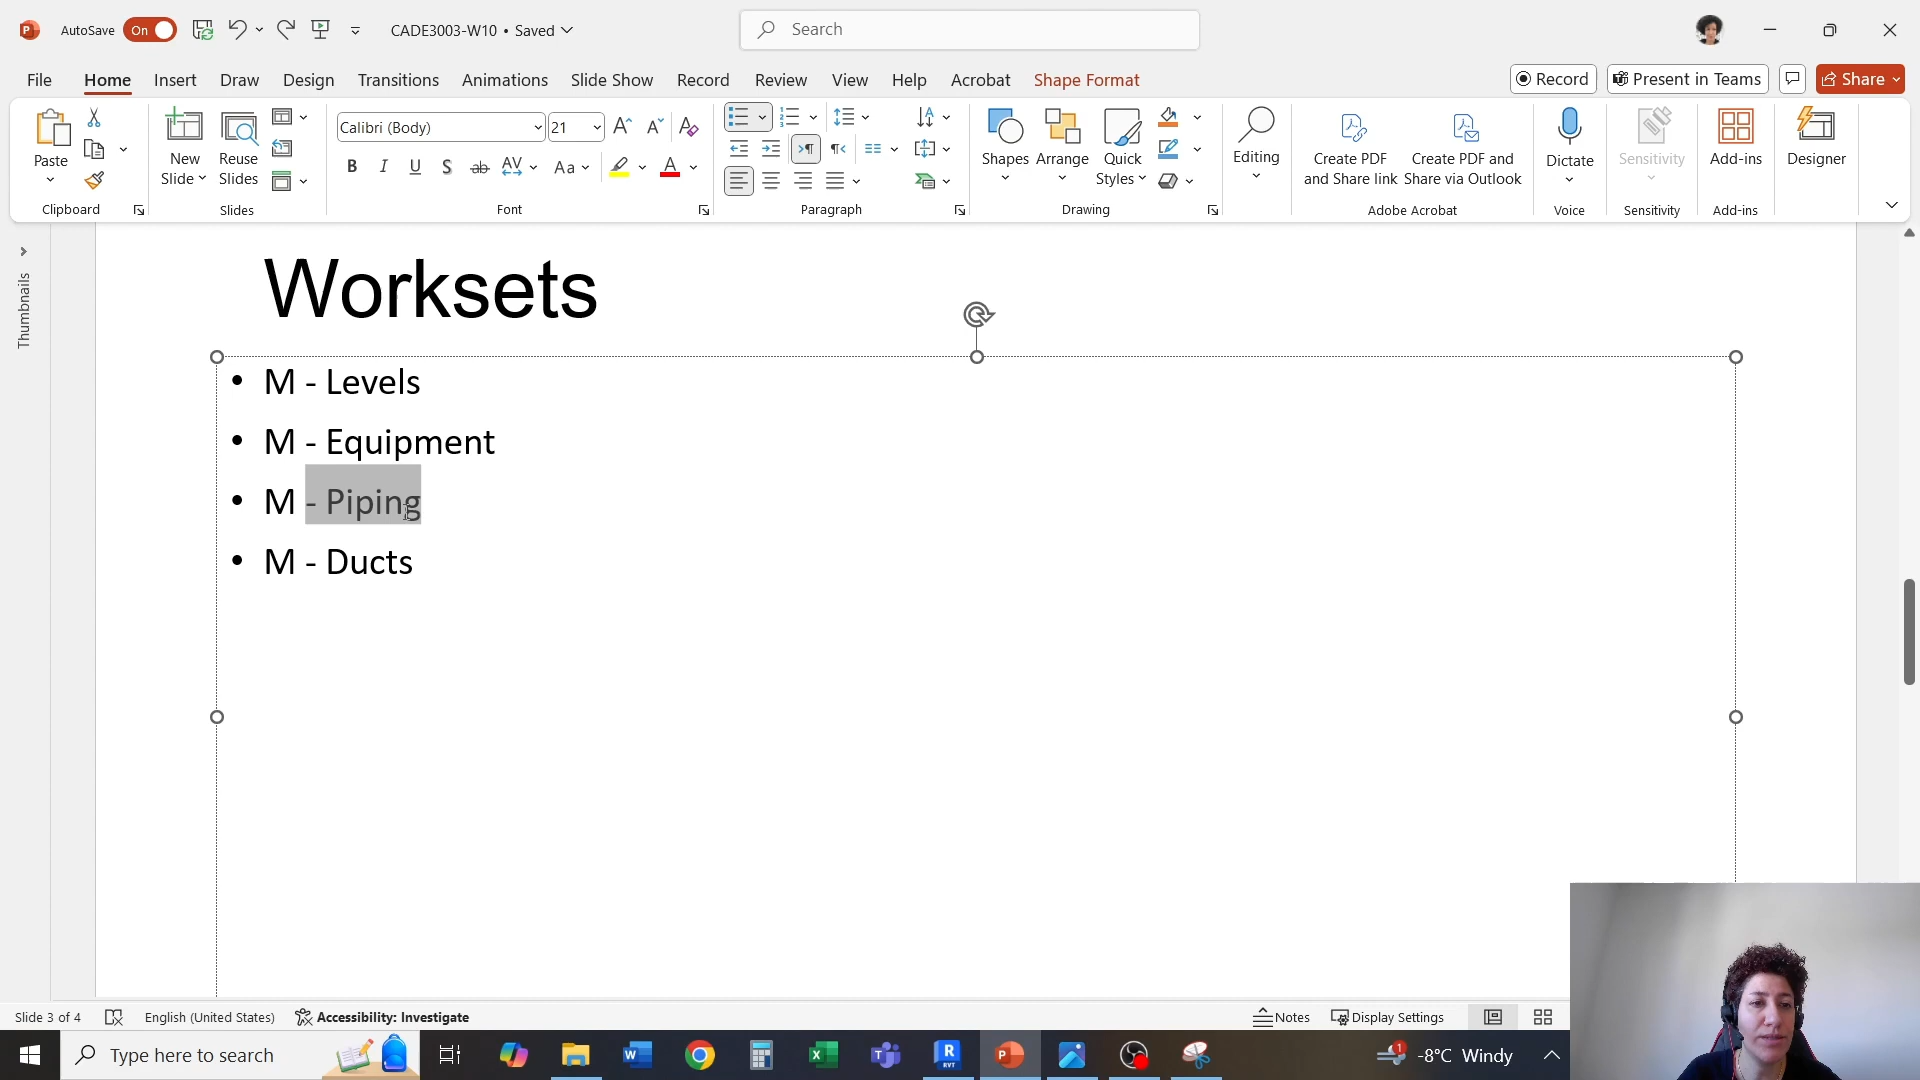 AutoSave On CADE3003-W10 • Saved Search
File Home Insert Draw Design Transitions Animations Slide Show Record Review View Help Acrobat Shape Format Record Present in Teams Share
Paste
New Slide
Reuse Slides
Calibri (Body) 21
Shapes
Arrange
Quick Styles
Editing
Create PDF and Share link
Create PDF and Share via Outlook
Dictate
Sensitivity
Add-ins
Designer
Clipboard Slides Font Paragraph Drawing Adobe Acrobat Voice Sensitivity Add-ins
Thumbnails
Worksets
• M - Levels
• M - Equipment
• M - Piping
• M - Ducts
Slide 3 of 4 English (United States) Accessibility: Investigate Notes Display Settings
Type here to search -8°C Windy